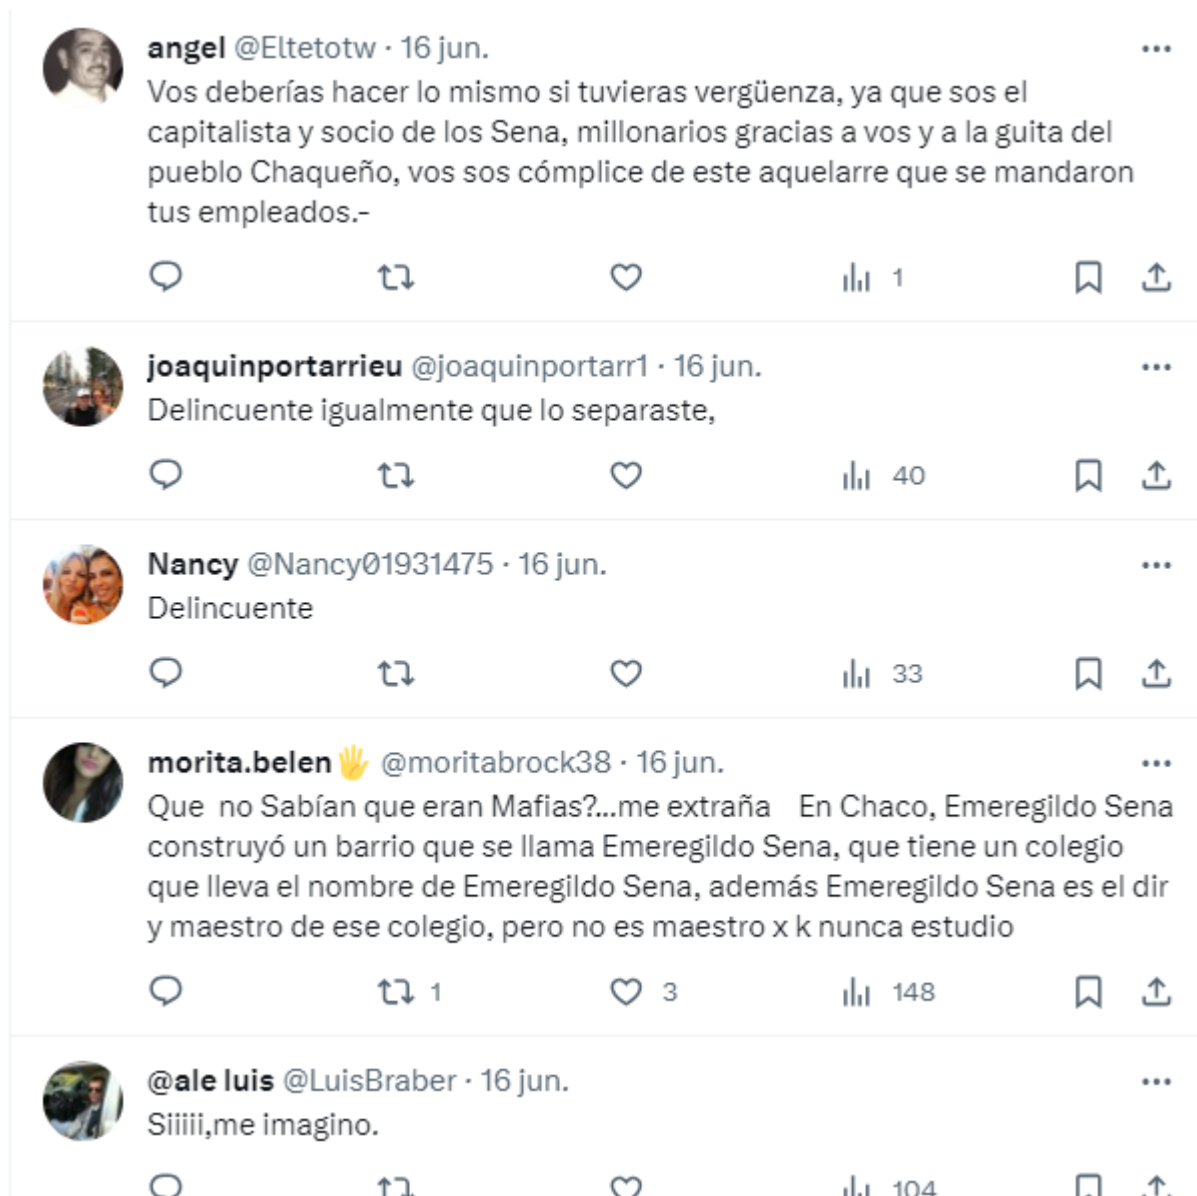 angel @Eltetotw · 16 jun.
Vos deberías hacer lo mismo si tuvieras vergüenza, ya que sos el
capitalista y socio de los Sena, millonarios gracias a vos y a la guita del
pueblo Chaqueño, vos sos cómplice de este aquelarre que se mandaron
tus empleados.-
1
joaquinportarrieu @joaquinportarr1 · 16 jun.
Delincuente igualmente que lo separaste,
40
Nancy @Nancy01931475 · 16 jun.
Delincuente
33
morita.belen🖐 @moritabrock38 · 16 jun.
Que  no Sabían que eran Mafias?...me extraña    En Chaco, Emeregildo Sena
construyó un barrio que se llama Emeregildo Sena, que tiene un colegio
que lleva el nombre de Emeregildo Sena, además Emeregildo Sena es el dir
y maestro de ese colegio, pero no es maestro x k nunca estudio
1 3 148
@ale luis @LuisBraber · 16 jun.
Siiiii,me imagino.
104